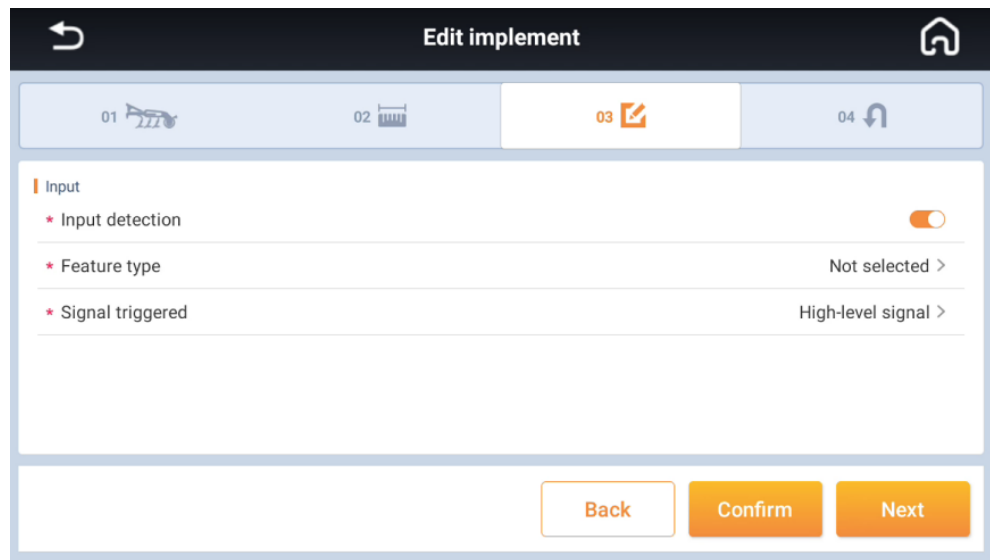 Edit implement
01 02 03 04
Input
* Input detection
* Feature type Not selected >
* Signal triggered High-level signal >
Back Confirm Next